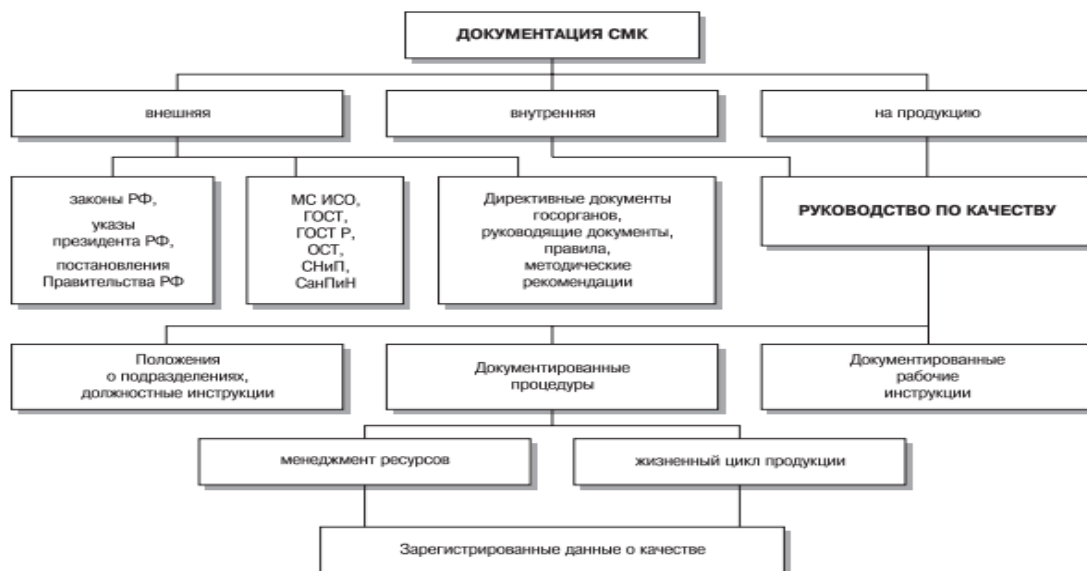 ДОКУМЕНТАЦИЯ СМК
внешняя
внутренняя
на продукцию
законы РФ,
указы
президента РФ,
постановления
Правительства РФ
МС ИСО,
ГОСТ,
ГОСТ Р,
ОСТ,
СНиП,
СанПиН
Директивные документы
госорганов,
руководящие документы,
правила,
методические
рекомендации
РУКОВОДСТВО ПО КАЧЕСТВУ
Положения
о подразделениях,
должностные инструкции
Документированные
процедуры
Документированные
рабочие
инструкции
менеджмент ресурсов
жизненный цикл продукции
Зарегистрированные данные о качестве